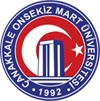 ÇANAKKALE ONSEKİZ MART ÜNİVERSİTESİ
• 1992 •